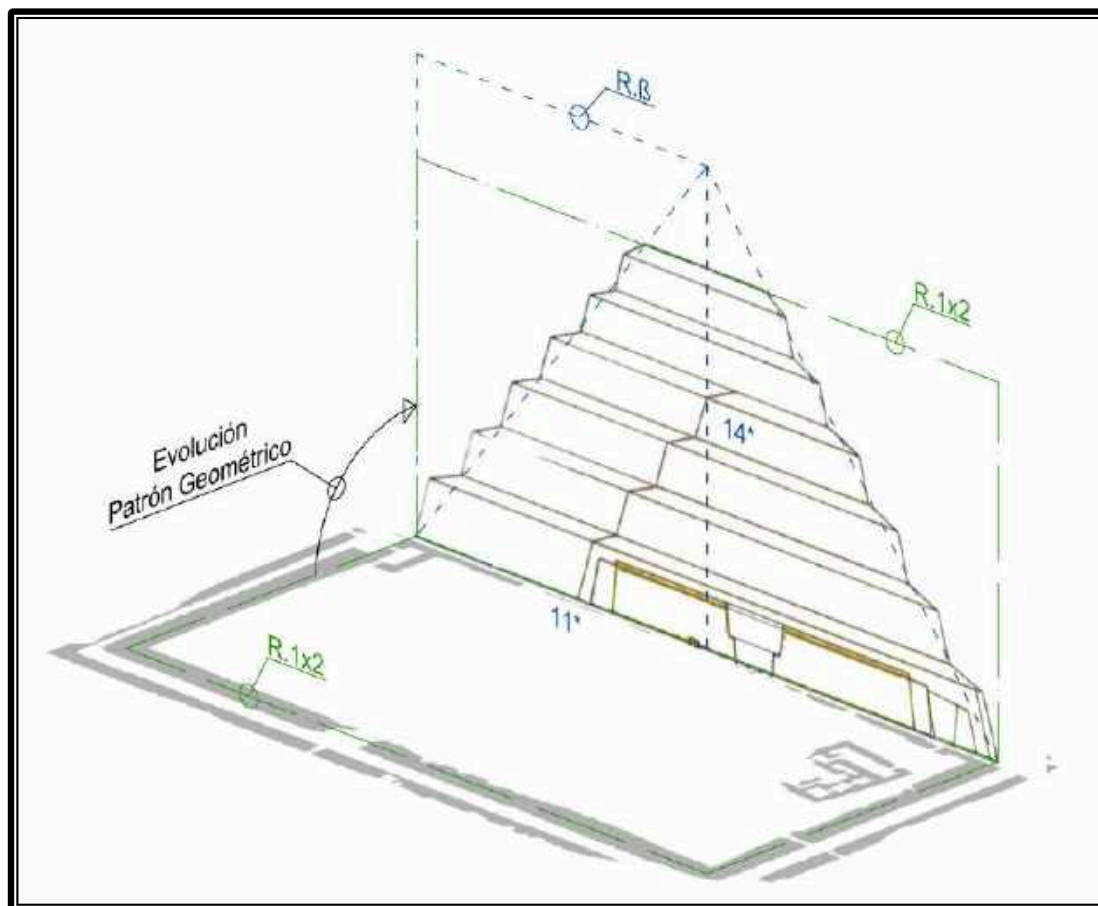 R.ß
R.1x2
14*
Evolución
Patrón Geométrico
11*
R.1x2